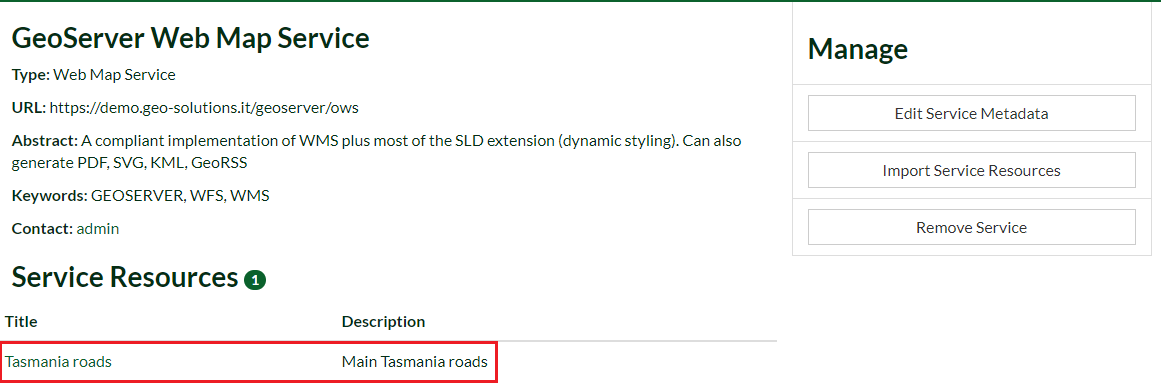 GeoServer Web Map Service
Type: Web Map Service
URL: https://demo.geo-solutions.it/geoserver/ows
Abstract: A compliant implementation of WMS plus most of the SLD extension (dynamic styling). Can also
generate PDF, SVG, KML, GeoRSS
Keywords: GEOSERVER, WFS, WMS
Contact: admin
Service Resources 1
Title Description
Tasmania roads Main Tasmania roads
Manage
Edit Service Metadata
Import Service Resources
Remove Service